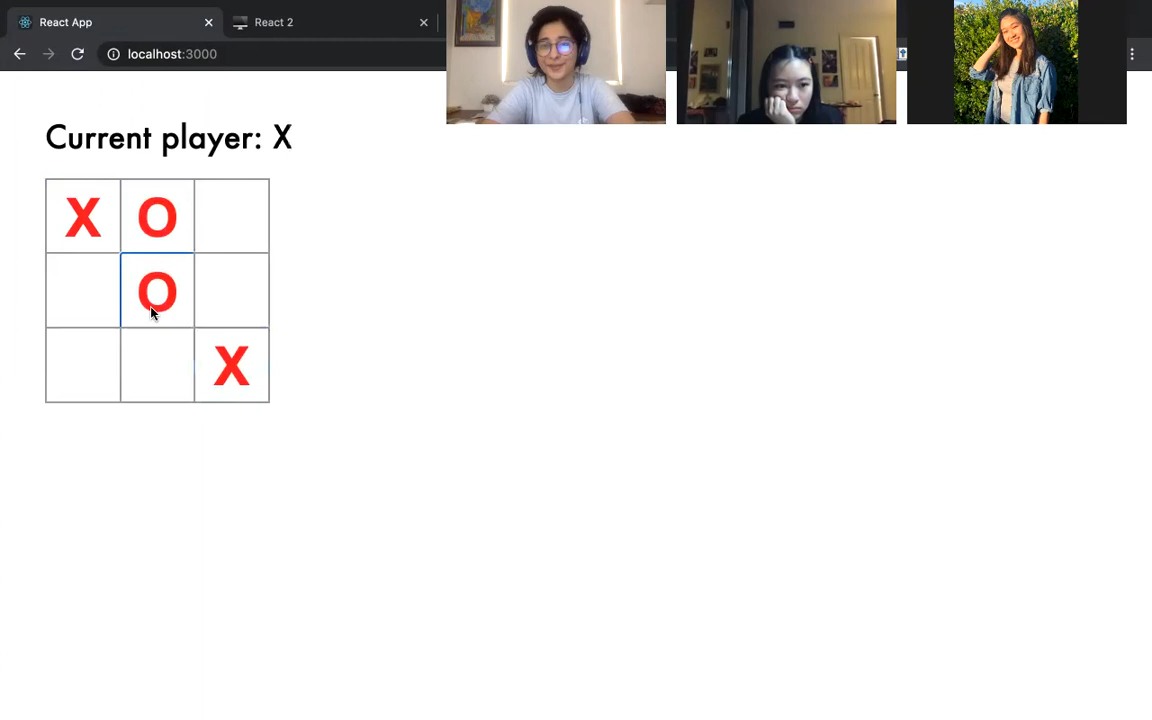 React App
React 2
localhost:3000
Current player: X
X O
O
X